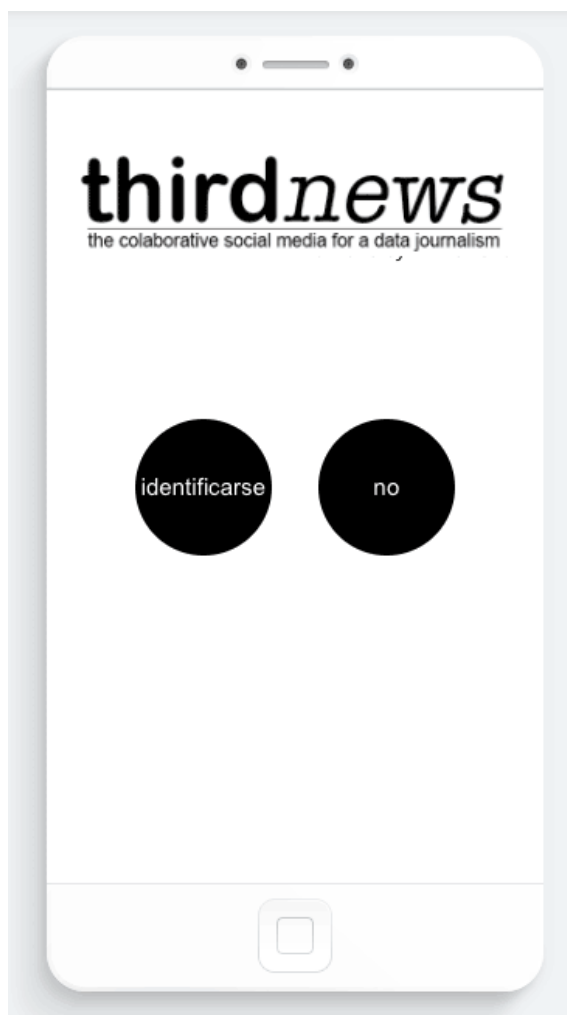 thirdnews
the colaborative social media for a data journalism
identificarse
no